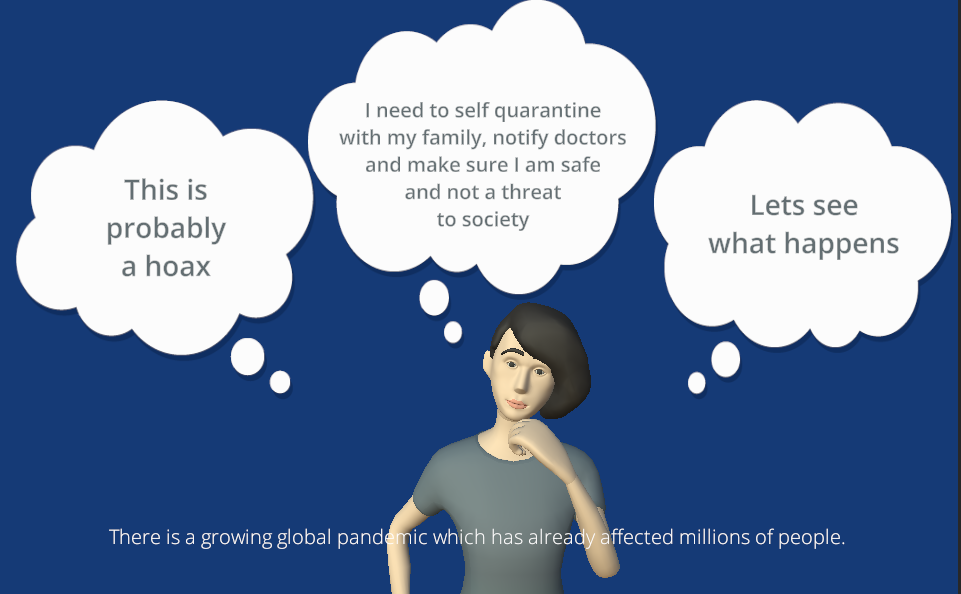 This is
probably
a hoax
I need to self quarantine
with my family, notify doctors
and make sure I am safe
and not a threat
to society
Lets see
what happens
There is a growing global pandemic which has already affected millions of people.